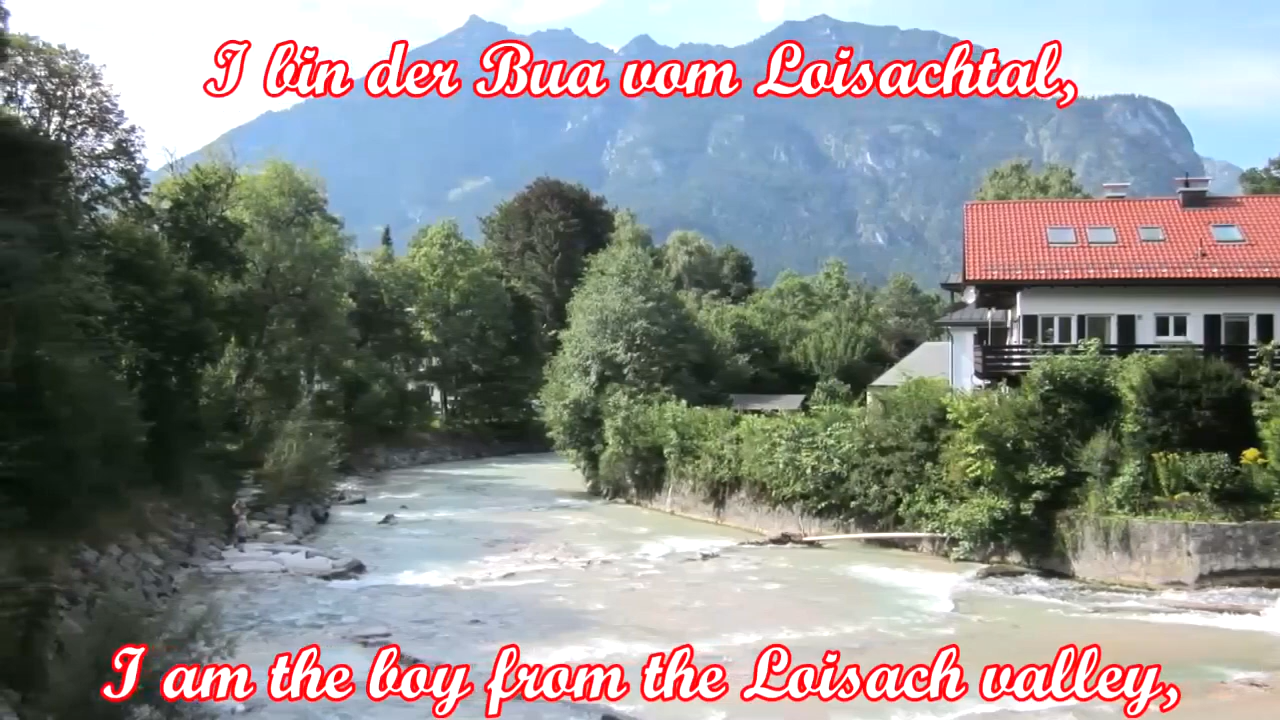 I bin der Bua vom Loisachtal,
I am the boy from the Loisach valley,